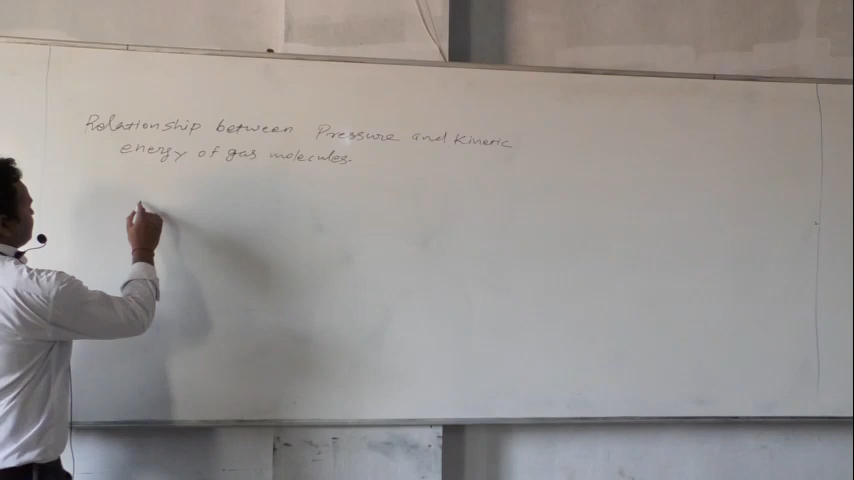 Relationship between Pressure and Kinetic
energy of gas molecules.